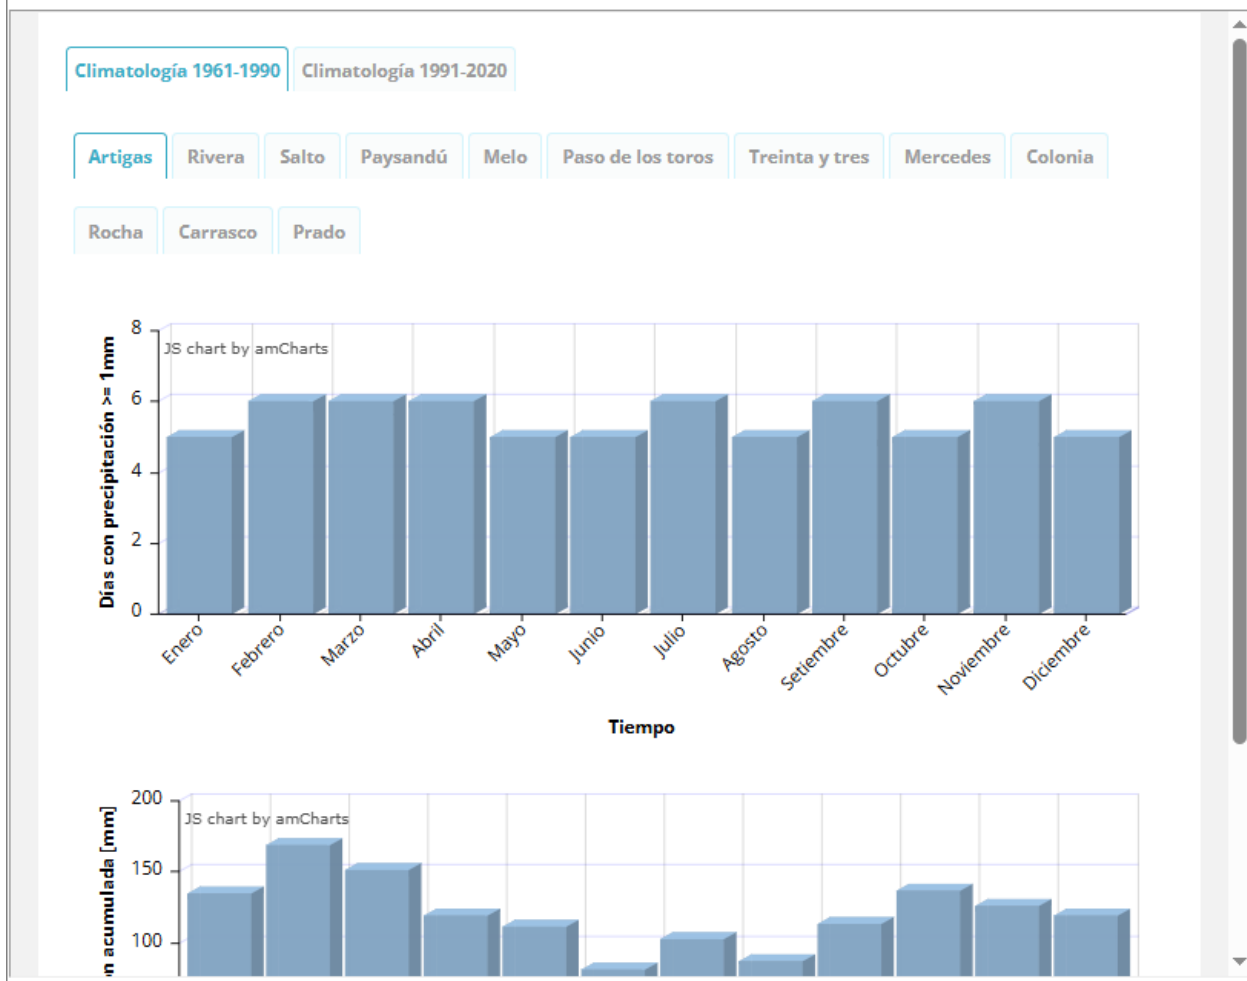 Climatología 1961-1990 Climatología 1991-2020
Artigas Rivera Salto Paysandú Melo Paso de los toros Treinta y tres Mercedes Colonia
Rocha Carrasco Prado
Días con precipitación >= 1mm
JS chart by amCharts
8
6
4
2
0
Enero Febrero Marzo Abril Mayo Junio Julio Agosto Setiembre Octubre Noviembre Diciembre
Tiempo
acumulada [mm]
JS chart by amCharts
200
150
100